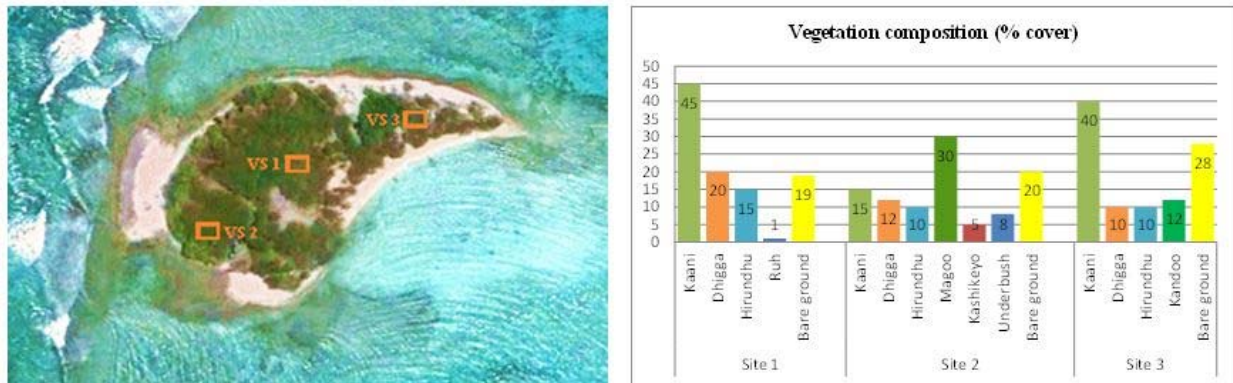 VS 3
VS 1
VS 2
Vegetation composition (% cover)
50
45
40
35
30
25
20
15
10
5
0
45
20
15
1
19
15
12
10
30
5
8
20
40
10
10
12
28
Kaani
Dhigga
Hirundhu
Ruh
Bare ground
Kaani
Dhigga
Hirundhu
Magoo
Kashikeyo
Underbush
Bare ground
Kaani
Dhigga
Hirundhu
Kandoo
Bare ground
Site 1
Site 2
Site 3